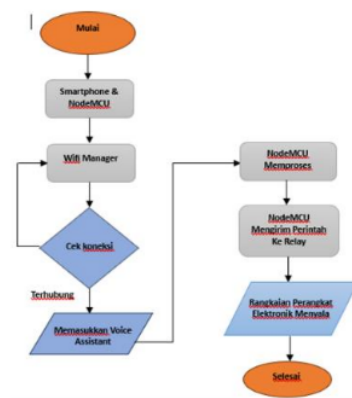 Mulai
Smartphone &
NodeMCU
Wifi Manager
Cek koneksi
Terhubung
Memasukkan Voice
Assistant
NodeMCU
Memproses
NodeMCU
Mengirim Perintah
Ke Relay
Rangkaian Perangkat
Elektronik Menyala
Selesai